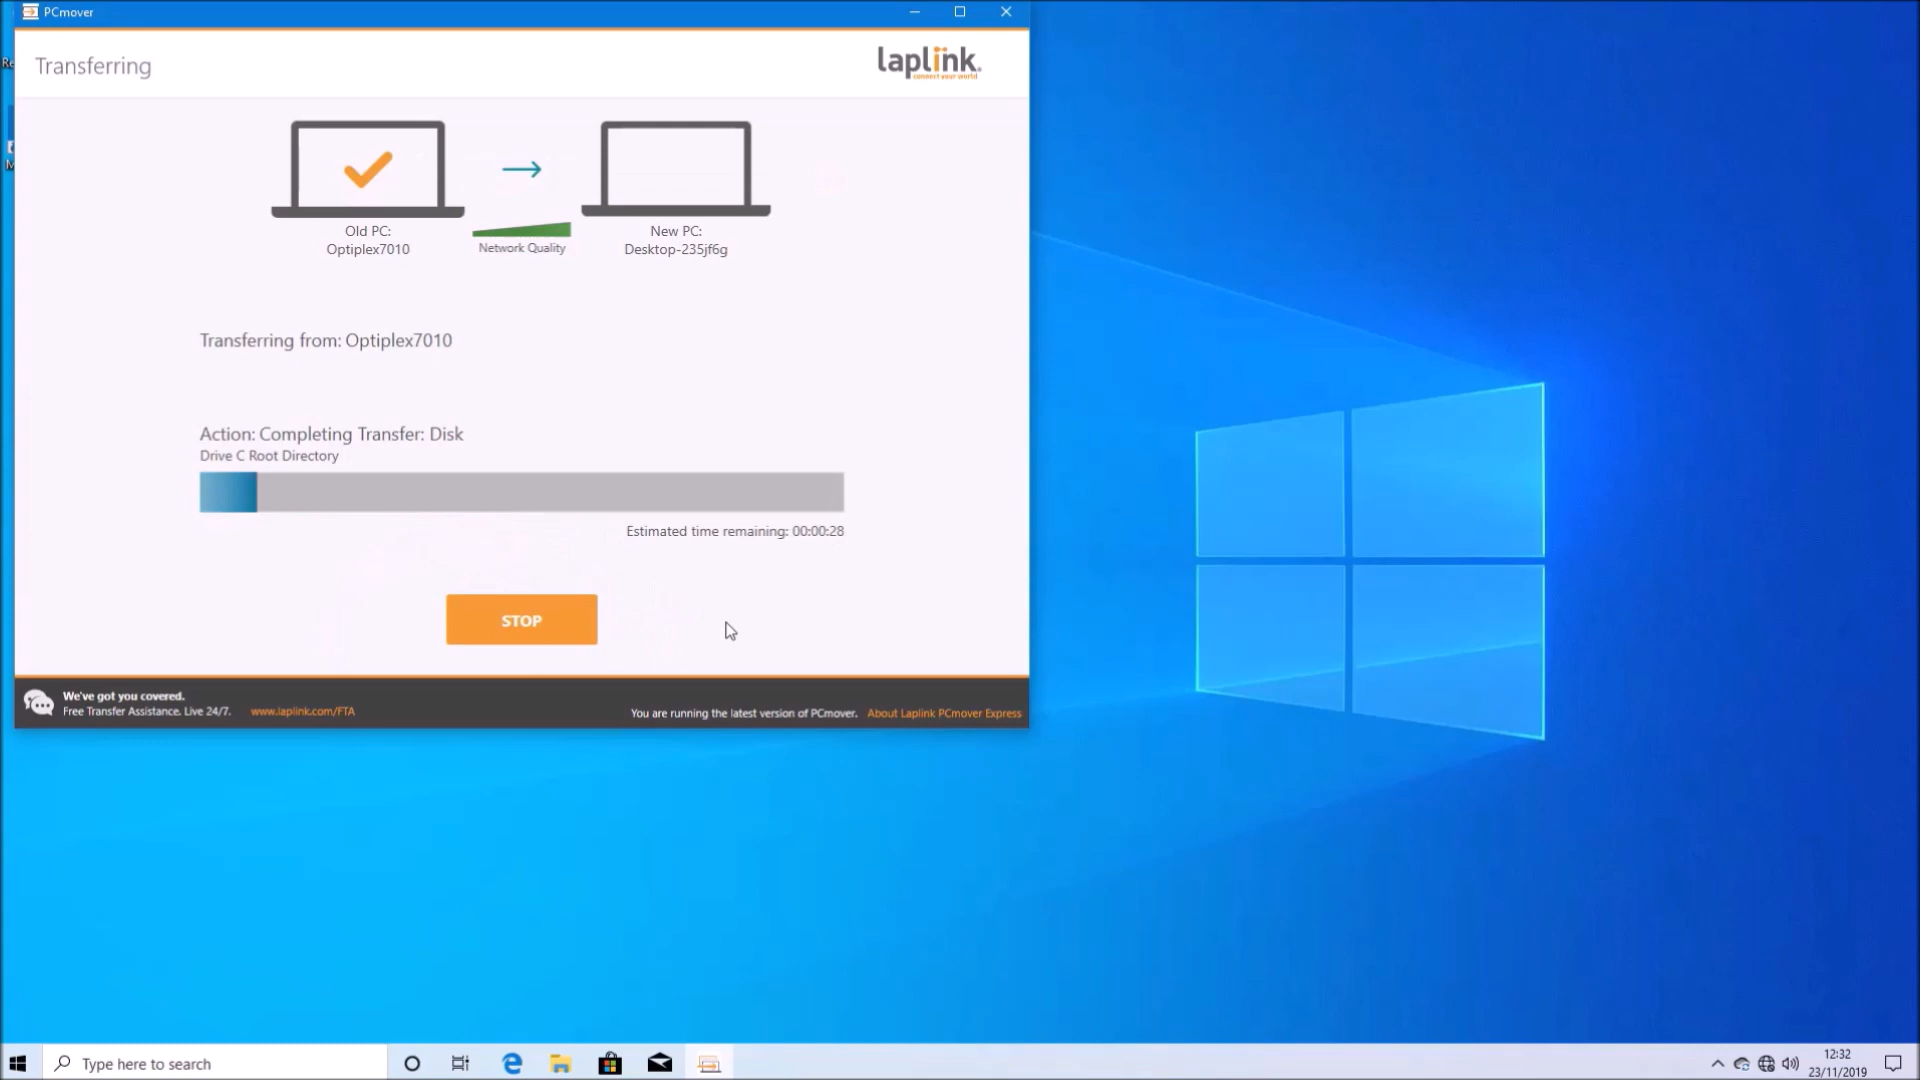 PCmover
Transferring
laplink.
connect your world
Old PC:
Optiplex7010
Network Quality
New PC:
Desktop-235jf6g
Transferring from: Optiplex7010
Action: Completing Transfer: Disk
Drive C Root Directory
Estimated time remaining: 00:00:28
STOP
We've got you covered.
Free Transfer Assistance. Live 24/7. www.laplink.com/FTA
You are running the latest version of PCmover. About Laplink PCmover Express
Type here to search
12:32
23/11/2019